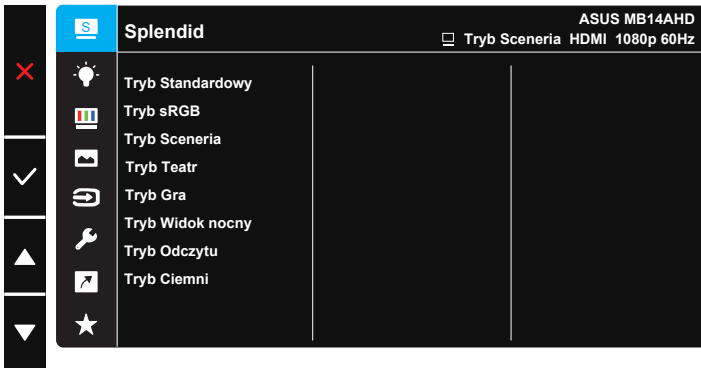 S
Splendid
ASUS MB14AHD
Tryb Sceneria HDMI 1080p 60Hz
Tryb Standardowy
Tryb sRGB
Tryb Sceneria
Tryb Teatr
Tryb Gra
Tryb Widok nocny
Tryb Odczytu
Tryb Ciemni